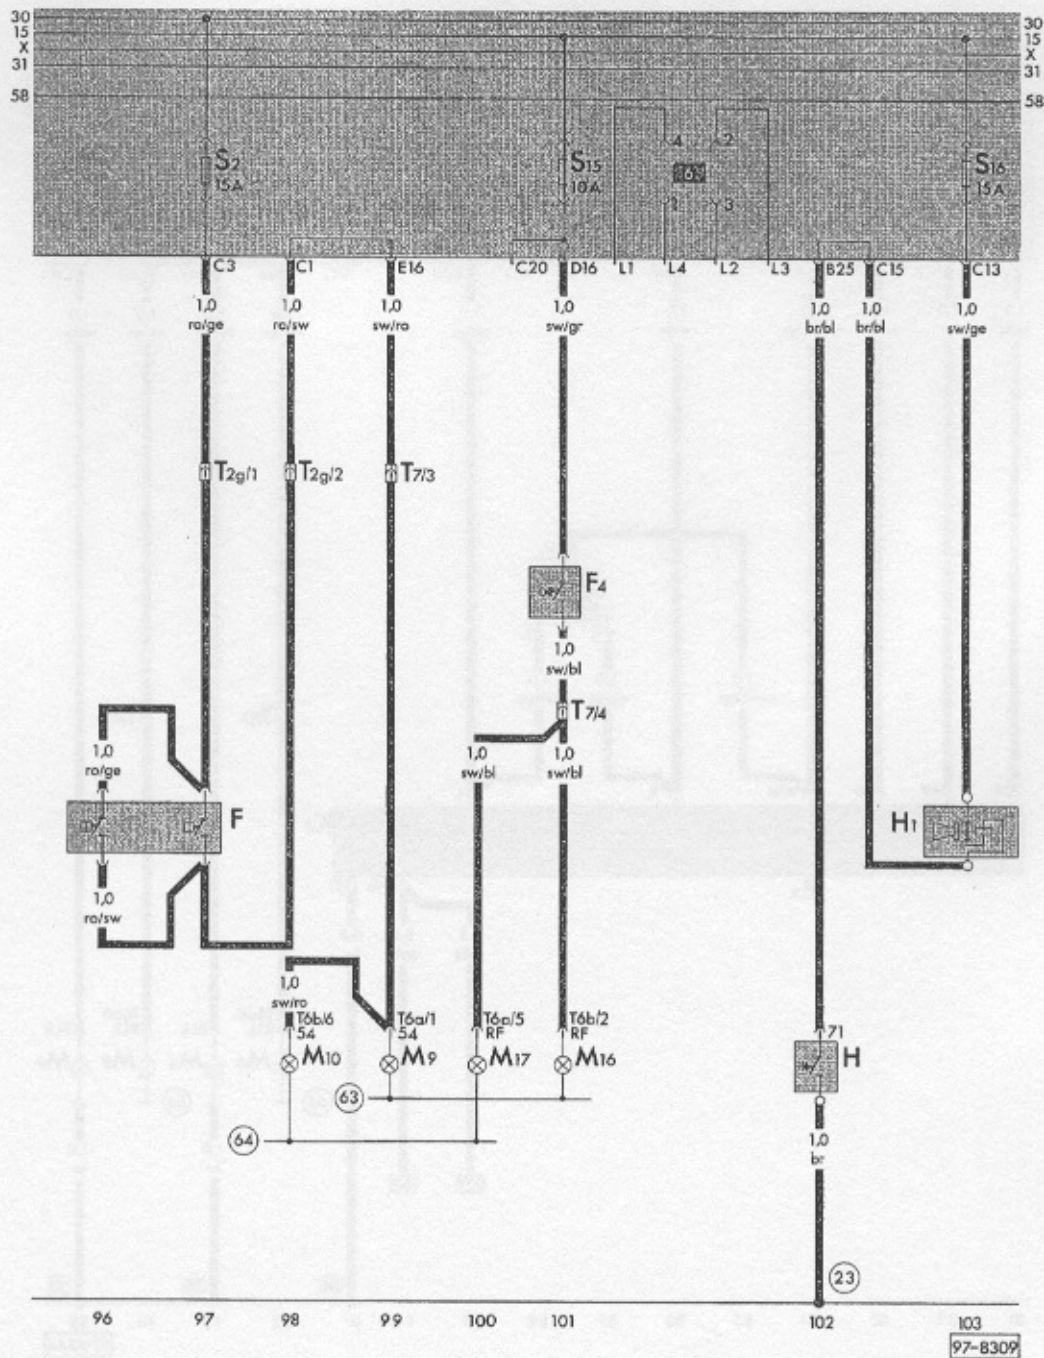 30 30
15 15
X X
31 31
58 58
4 2
S2 S15 6 S16
15A 10A 15A
1 3
C3 C1 E16 C20 D16 L1 L4 L2 L3 B25 C15 C13
1,0 1,0 1,0 1,0 1,0 1,0 1,0
ro/ge ro/sw sw/ro sw/gr br/bl br/bl sw/ge
T2g/1 T2g/2 T7/3
F4
1,0
sw/bl
T7/4
1,0 1,0 1,0
ro/ge sw/bl sw/bl
F H1
1,0
ro/sw
1,0
sw/ro
T6b/6 T6a/1 T6a/5 T6b/2
54 54 RF RF
71
M10 M9 M17 M16 H
63
64
1,0
br
23
96 97 98 99 100 101 102 103
97-8309